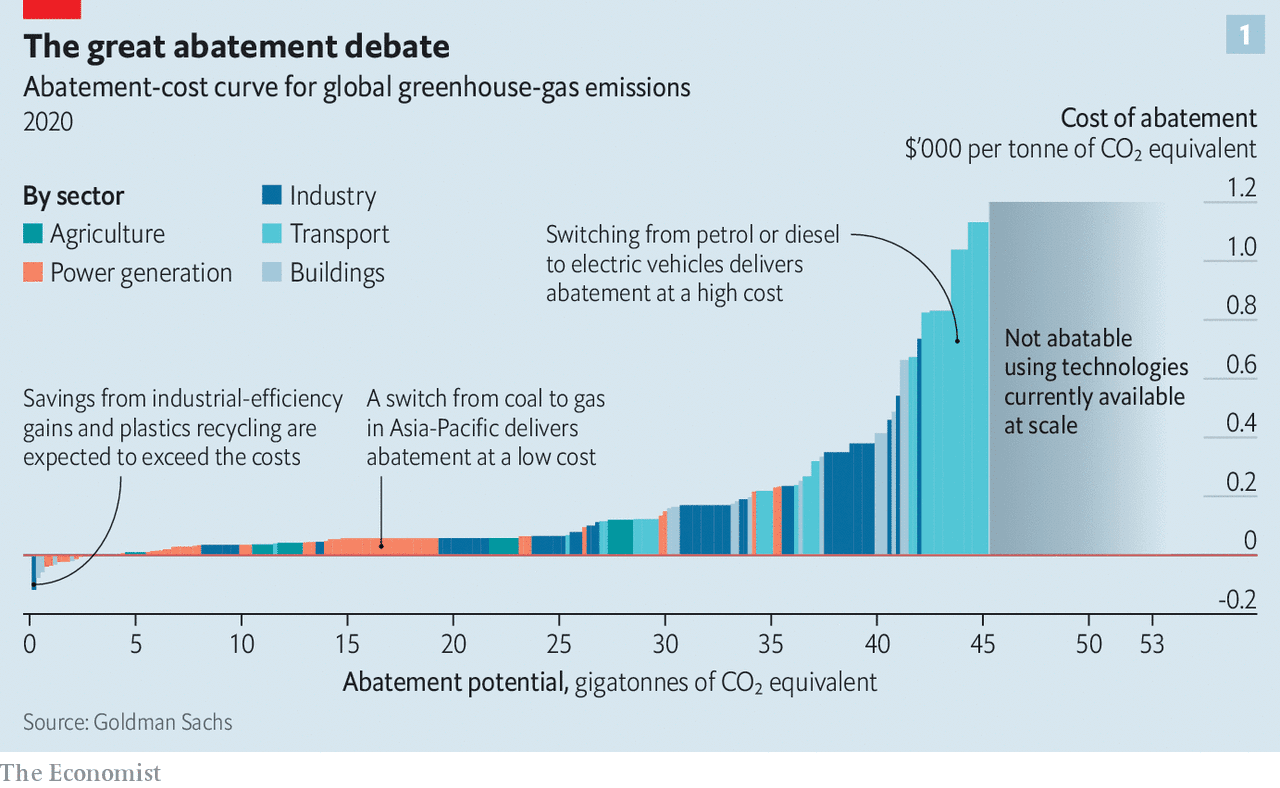 1
The great abatement debate
Abatement-cost curve for global greenhouse-gas emissions
2020
Cost of abatement
$’000 per tonne of CO₂ equivalent
By sector
Agriculture
Power generation
Industry
Transport
Buildings
Switching from petrol or diesel
to electric vehicles delivers
abatement at a high cost
Savings from industrial-efficiency
gains and plastics recycling are
expected to exceed the costs
A switch from coal to gas
in Asia-Pacific delivers
abatement at a low cost
Not abatable
using technologies
currently available
at scale
1.2
1.0
0.8
0.6
0.4
0.2
0
-0.2
0 5 10 15 20 25 30 35 40 45 50 53
Abatement potential, gigatonnes of CO₂ equivalent
Source: Goldman Sachs
The Economist